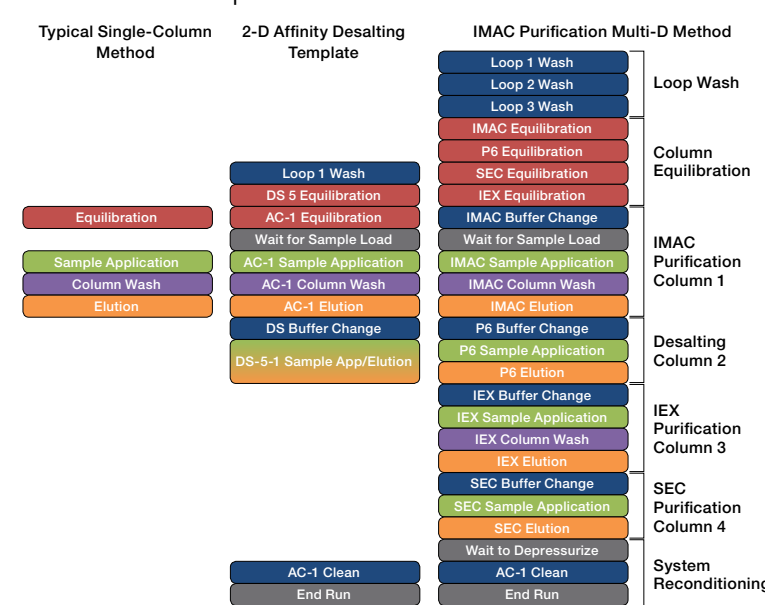 Typical Single-Column
Method
2-D Affinity Desalting
Template
IMAC Purification Multi-D Method
Equilibration
Sample Application
Column Wash
Elution
Loop 1 Wash
DS 5 Equilibration
AC-1 Equilibration
Wait for Sample Load
AC-1 Sample Application
AC-1 Column Wash
AC-1 Elution
DS Buffer Change
DS-5-1 Sample App/Elution
AC-1 Clean
End Run
Loop 1 Wash
Loop 2 Wash
Loop 3 Wash
IMAC Equilibration
P6 Equilibration
SEC Equilibration
IEX Equilibration
IMAC Buffer Change
Wait for Sample Load
IMAC Sample Application
IMAC Column Wash
IMAC Elution
P6 Buffer Change
P6 Sample Application
P6 Elution
IEX Buffer Change
IEX Sample Application
IEX Column Wash
IEX Elution
SEC Buffer Change
SEC Sample Application
SEC Elution
Wait to Depressurize
AC-1 Clean
End Run
Loop Wash
Column
Equilibration
IMAC
Purification
Column 1
Desalting
Column 2
IEX
Purification
Column 3
SEC
Purification
Column 4
System
Reconditioning